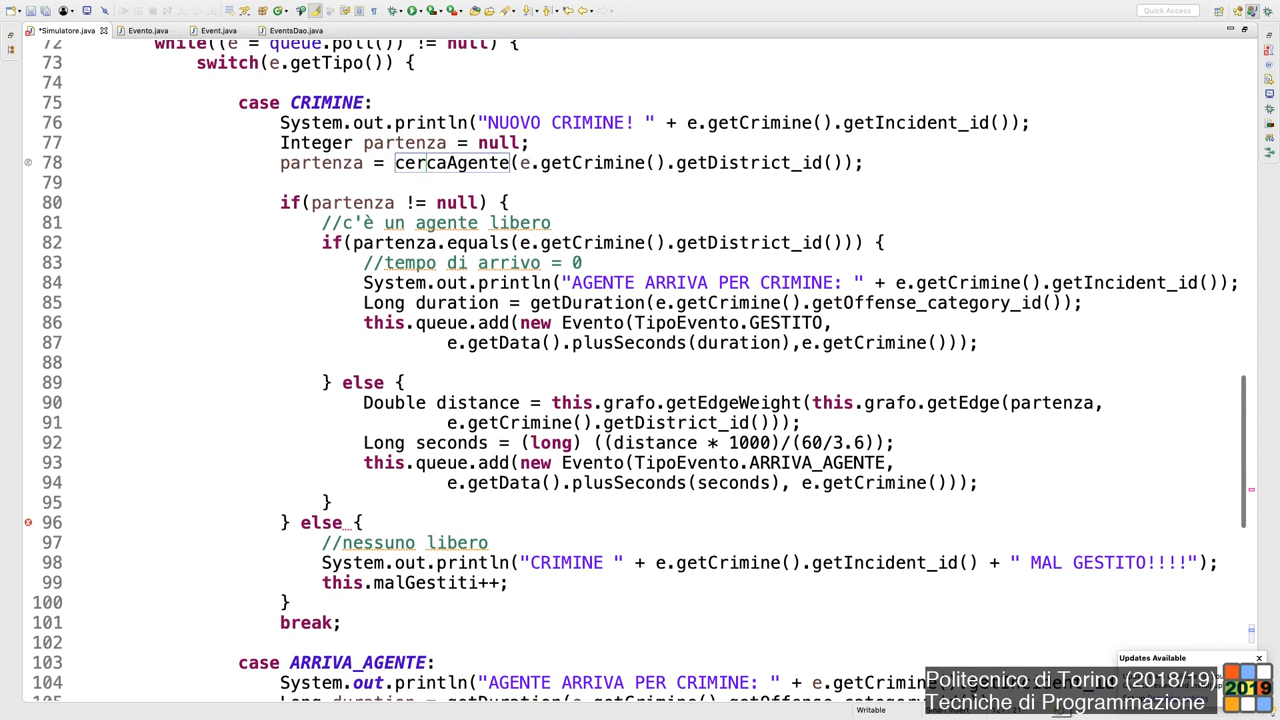 Quick Access
*Simulatore.java
Evento.java
Event.java
EventsDao.java
72 while((e = queue.poll()) != null) {
73 switch(e.getTipo()) {
74
75 case CRIMINE:
76 System.out.println("NUOVO CRIMINE! " + e.getCrimine().getIncident_id());
77 Integer partenza = null;
78 partenza = cercaAgente(e.getCrimine().getDistrict_id());
79
80 if(partenza != null) {
81 //c'è un agente libero
82 if(partenza.equals(e.getCrimine().getDistrict_id())) {
83 //tempo di arrivo = 0
84 System.out.println("AGENTE ARRIVA PER CRIMINE: " + e.getCrimine().getIncident_id());
85 Long duration = getDuration(e.getCrimine().getOffense_category_id());
86 this.queue.add(new Evento(TipoEvento.GESTITO,
87 e.getData().plusSeconds(duration),e.getCrimine()));
88
89 } else {
90 Double distance = this.grafo.getEdgeWeight(this.grafo.getEdge(partenza,
91 e.getCrimine().getDistrict_id()));
92 Long seconds = (long) ((distance * 1000)/(60/3.6));
93 this.queue.add(new Evento(TipoEvento.ARRIVA_AGENTE,
94 e.getData().plusSeconds(seconds), e.getCrimine()));
95 }
96 } else {
97 //nessuno libero
98 System.out.println("CRIMINE " + e.getCrimine().getIncident_id() + " MAL GESTITO!!!!");
99 this.malGestiti++;
100 }
101 break;
102
103 case ARRIVA_AGENTE:
104 System.out.println("AGENTE ARRIVA PER CRIMINE: " + e.getCrime
Updates Available
Politecnico di Torino (2018/19)
Tecniche di Programmazione
2019
Writable